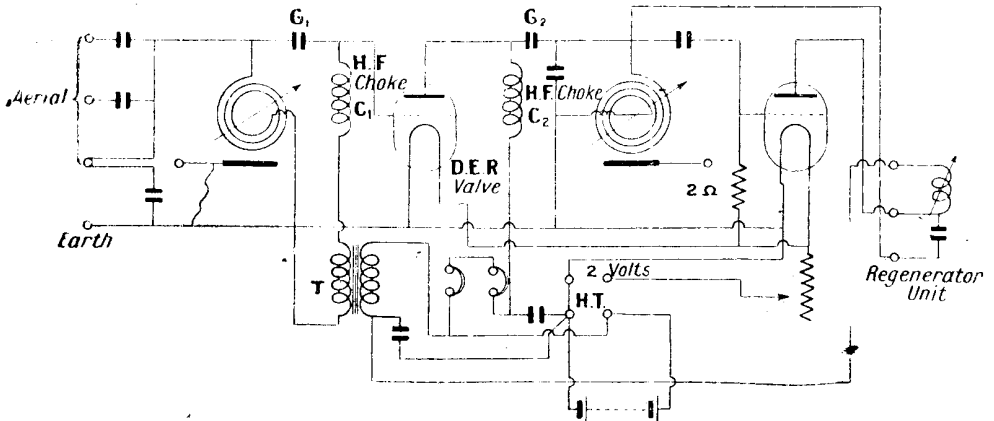 G₁
G₂
H.F
Choke
C₁
H.F. Choke
C₂
Aerial
D.E.R
Valve
2 Ω
Earth
T
2 Volts
H.T.
Regenerator
Unit